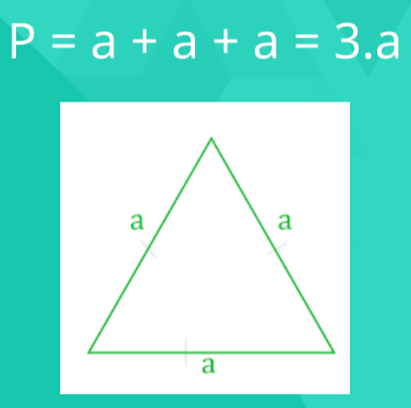 P = a + a + a = 3.a
a a
a